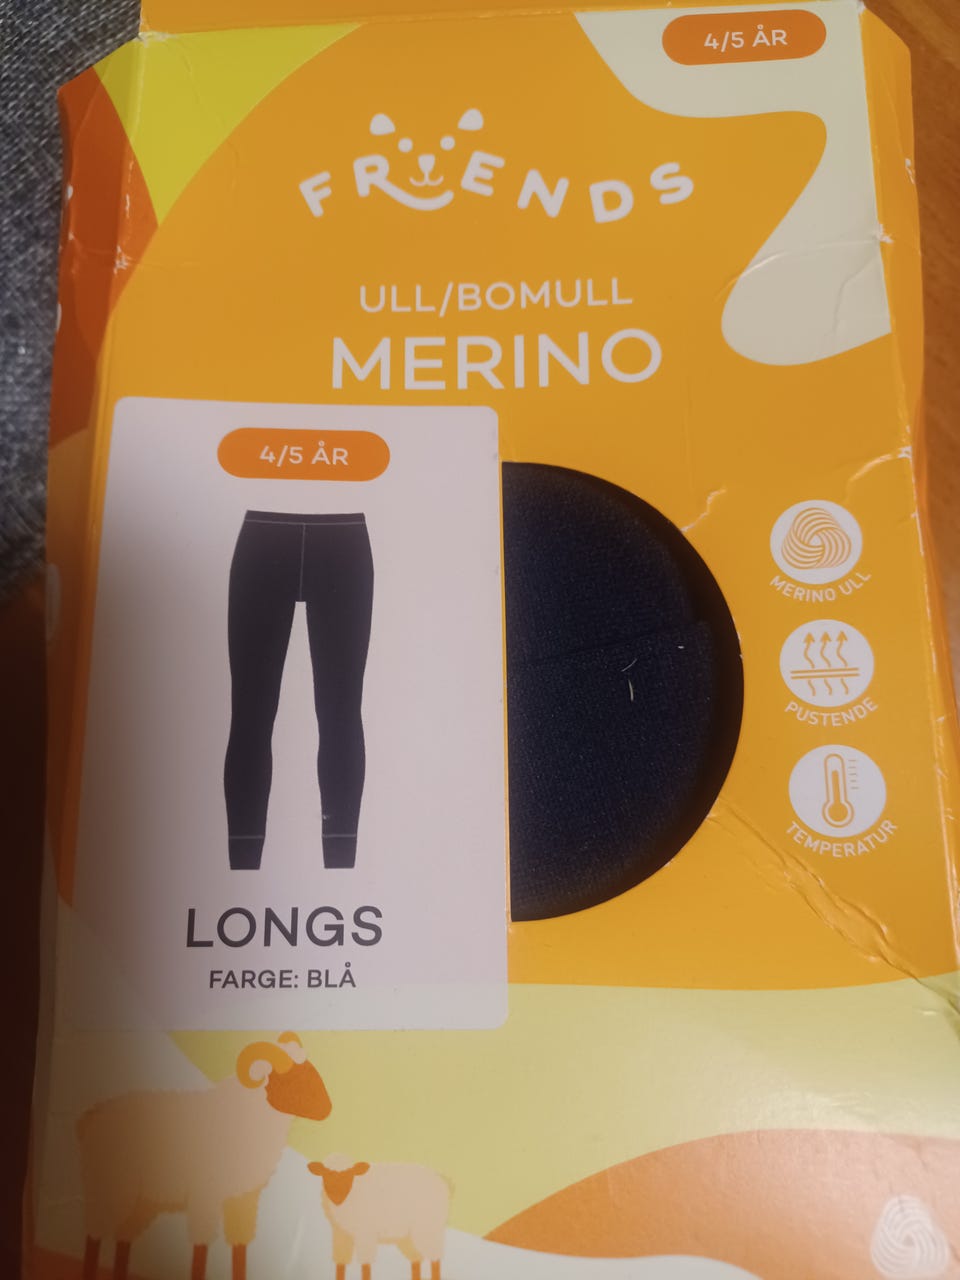 4/5 ÅR
FRIENDS
ULL/BOMULL
MERINO
4/5 ÅR
LONGS
FARGE: BLÅ
MERINO ULL
PUSTENDE
TEMPERATUR